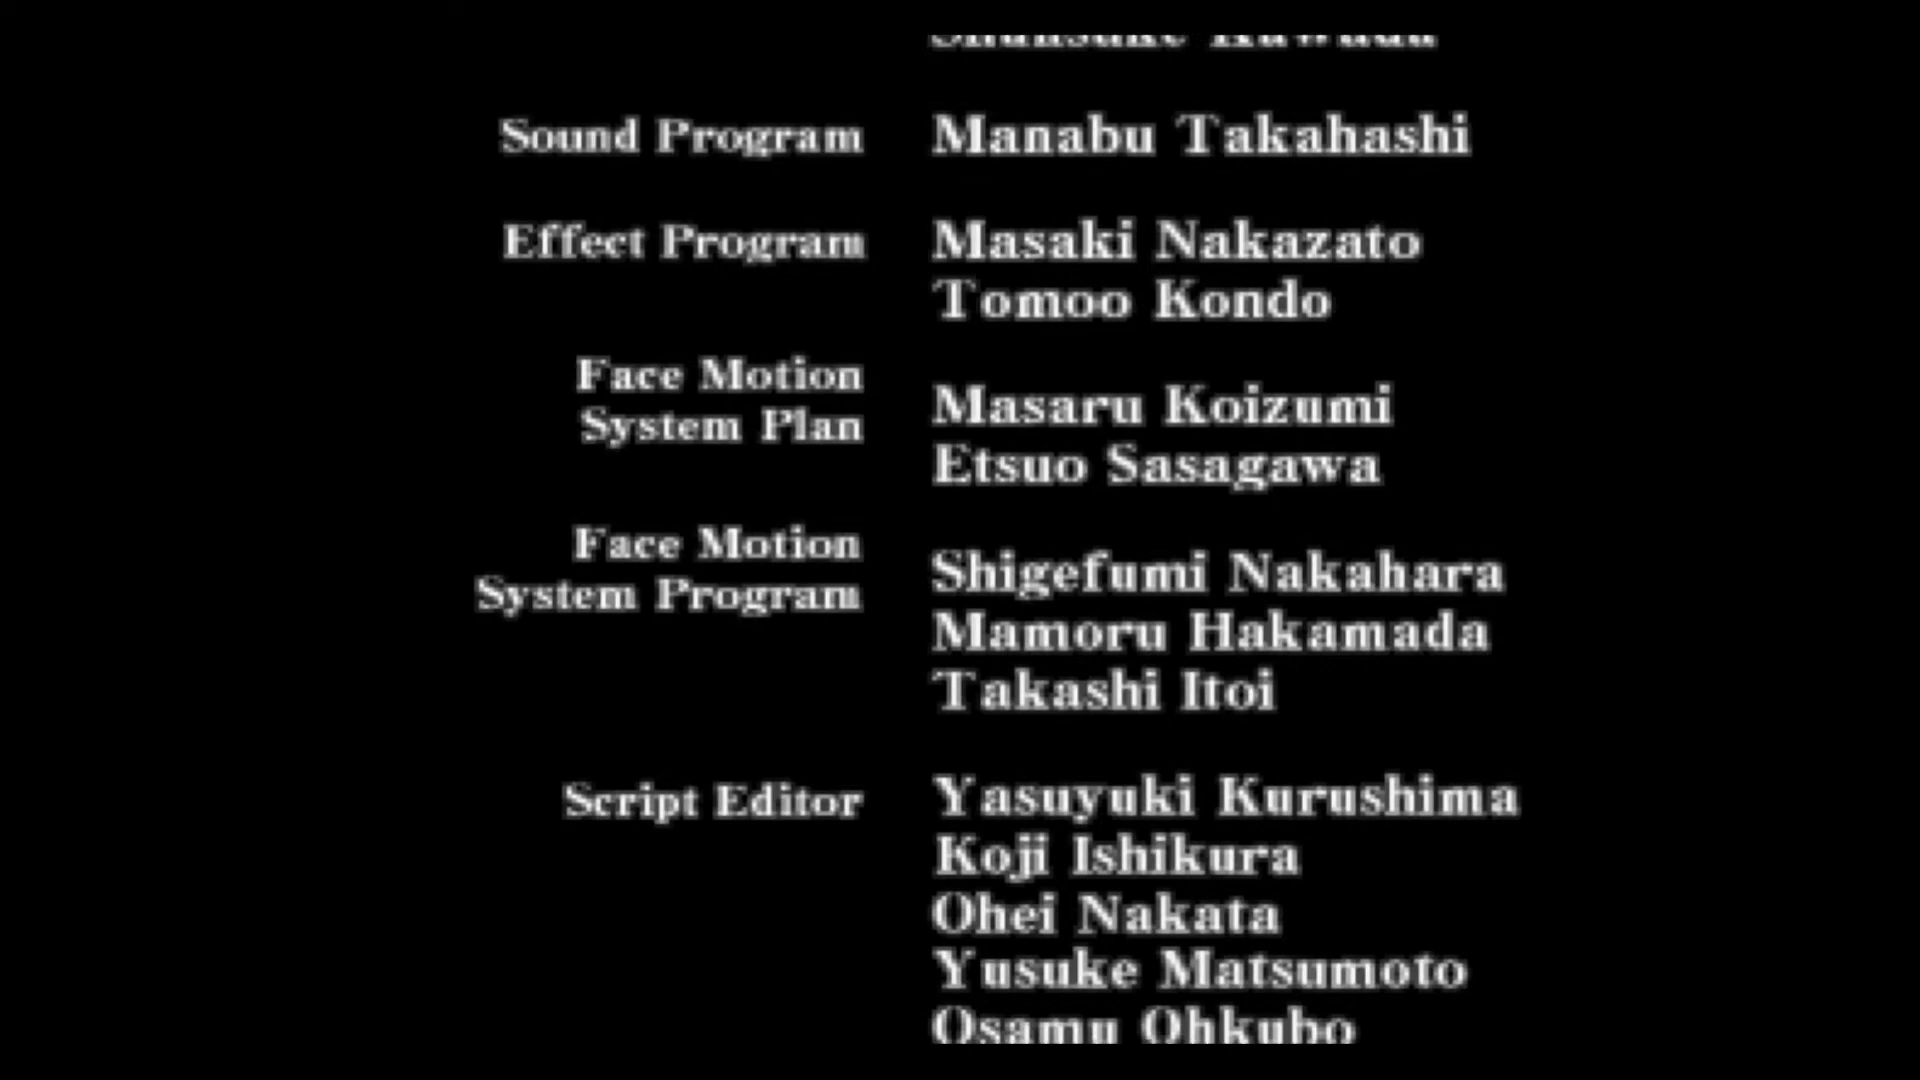 Sound Program Manabu Takahashi
Effect Program Masaki Nakazato
Tomoo Kondo
Face Motion
System Plan Masaru Koizumi
Etsuo Sasagawa
Face Motion
System Program Shigefumi Nakahara
Mamoru Hakamada
Takashi Itoi
Script Editor Yasuyuki Kurushima
Koji Ishikura
Ohei Nakata
Yusuke Matsumoto
Osamu Ohkubo